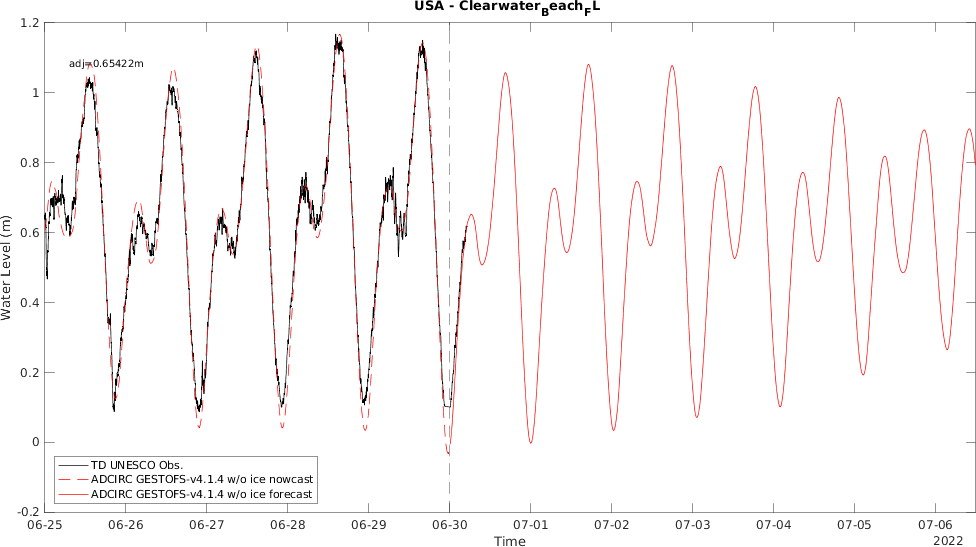 USA - Clearwater_Beach_FL
1.2
adj=0.65422m
1
0.8
0.6
Water Level (m)
0.4
0.2
0
TD UNESCO Obs.
ADCIRC GESTOFS-v4.1.4 w/o ice nowcast
ADCIRC GESTOFS-v4.1.4 w/o ice forecast
-0.2
06-25 06-26 06-27 06-28 06-29 06-30 07-01 07-02 07-03 07-04 07-05 07-06
Time
2022